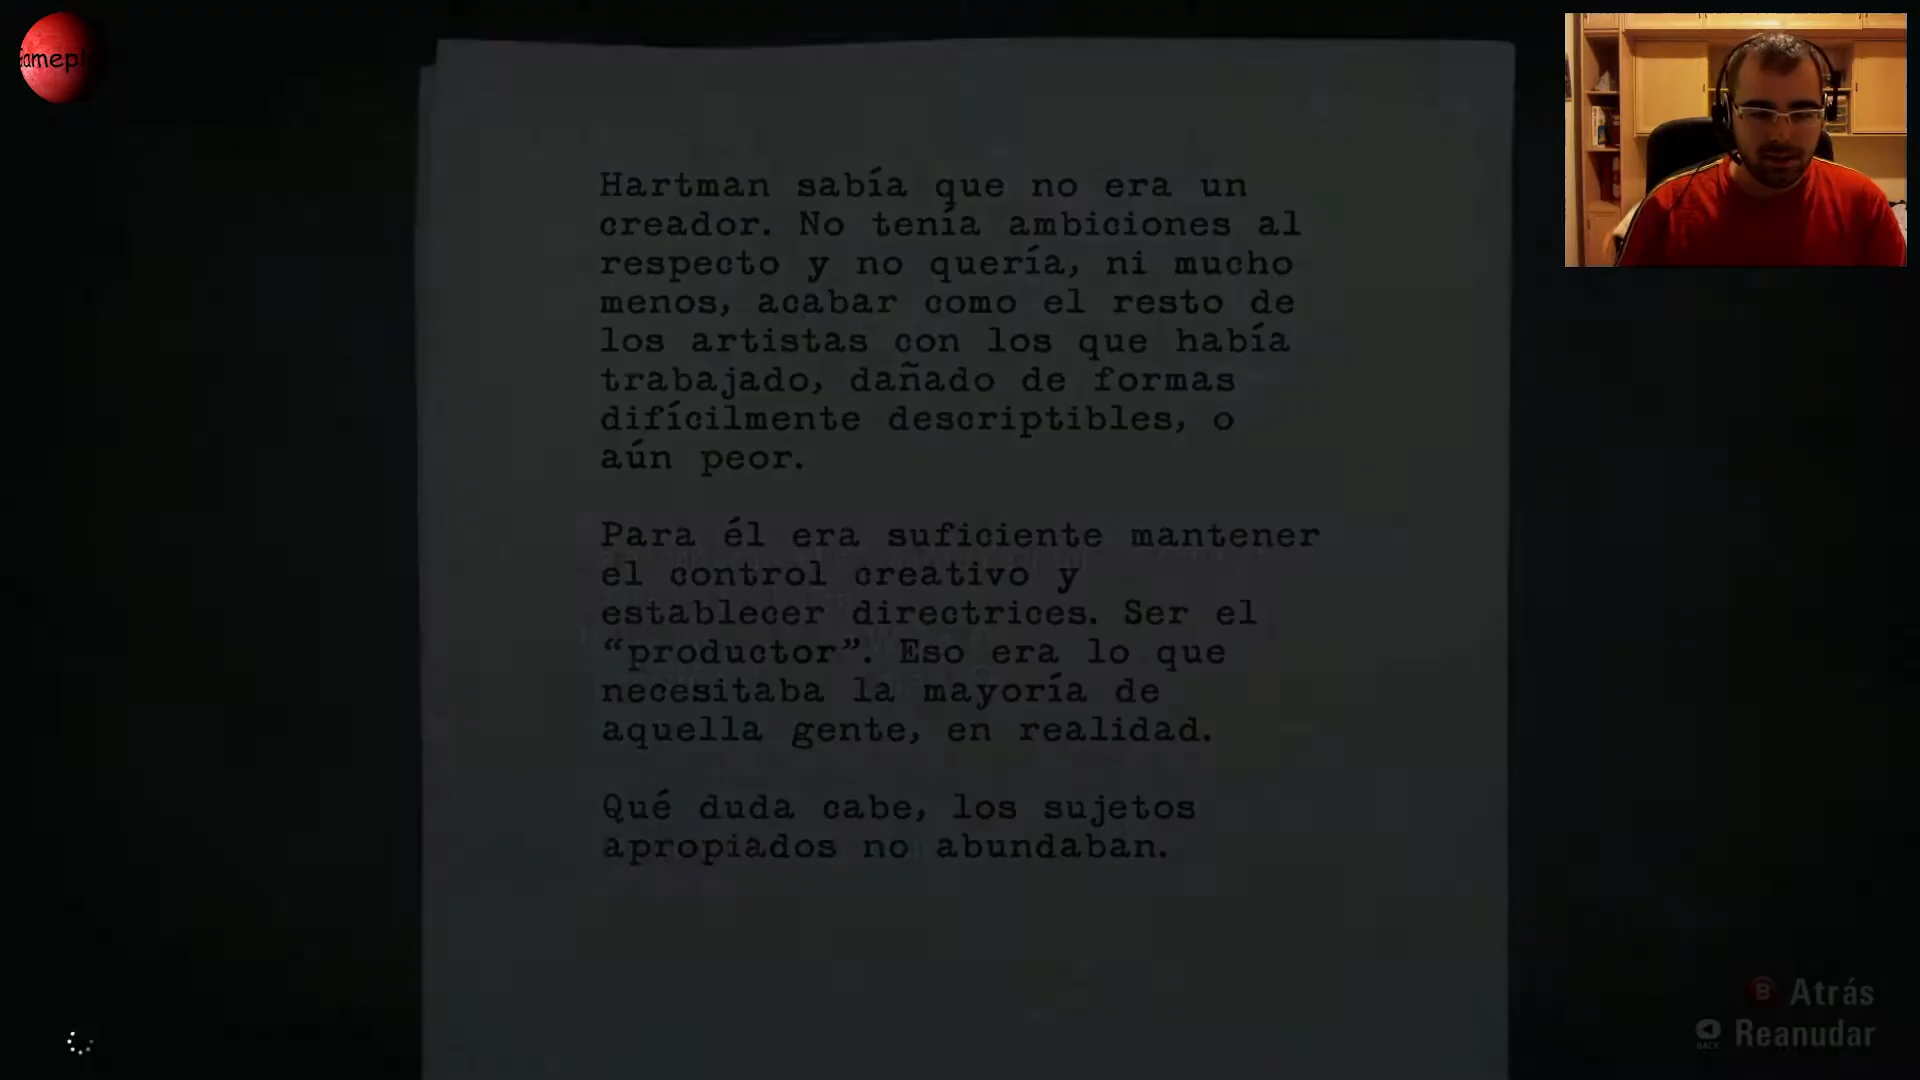 Gamepl
Hartman sabía que no era un
creador. No tenía ambiciones al
respecto y no quería, ni mucho
menos, acabar como el resto de
los artistas con los que había
trabajado, dañado de formas
difícilmente descriptibles, o
aún peor.
Para él era suficiente mantener
el control creativo y
establecer directrices. Ser el
“productor”. Eso era lo que
necesitaba la mayoría de
aquella gente, en realidad.
Qué duda cabe, los sujetos
apropiados no abundaban.
B Atrás
BACK Reanudar